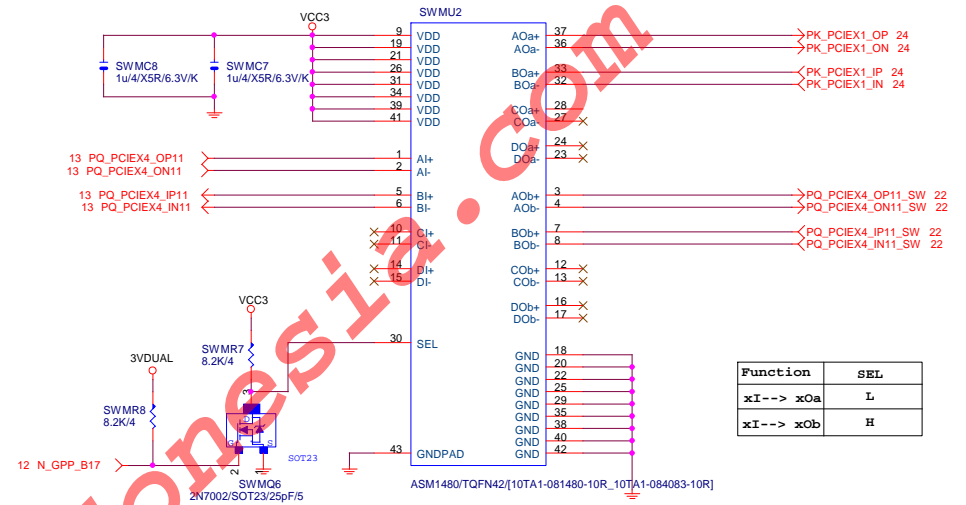 SWMU2
VCC3
SWMC8
1u/4/X5R/6.3V/K
SWMC7
1u/4/X5R/6.3V/K
9 VDD
19 VDD
21 VDD
26 VDD
31 VDD
34 VDD
39 VDD
41 VDD
13 PQ_PCIEX4_OP11 1 AI+
13 PQ_PCIEX4_ON11 2 AI-
13 PQ_PCIEX4_IP11 5 BI+
13 PQ_PCIEX4_IN11 6 BI-
10 CI+
11 CI-
14 DI+
15 DI-
30 SEL
43 GNDPAD
AOa+ 37 PK_PCIEX1_OP 24
AOa- 36 PK_PCIEX1_ON 24
BOa+ 33 PK_PCIEX1_IP 24
BOa- 32 PK_PCIEX1_IN 24
COa+ 28
COa- 27
DOa+ 24
DOa- 23
AOb+ 3 PQ_PCIEX4_OP11_SW 22
AOb- 4 PQ_PCIEX4_ON11_SW 22
BOb+ 7 PQ_PCIEX4_IP11_SW 22
BOb- 8 PQ_PCIEX4_IN11_SW 22
COb+ 12
COb- 13
DOb+ 16
DOb- 17
GND 18
GND 20
GND 22
GND 25
GND 29
GND 35
GND 38
GND 40
GND 42
VCC3
SWMR7
8.2K/4
3VDUAL
SWMR8
8.2K/4
3
D
G
S
2
1
SOT23
12 N_GPP_B17
SWMQ6
2N7002/SOT23/25pF/5
ASM1480/TQFN42/[10TA1-081480-10R_10TA1-084083-10R]
Function SEL
xI--> xOa L
xI--> xOb H
onesia.com